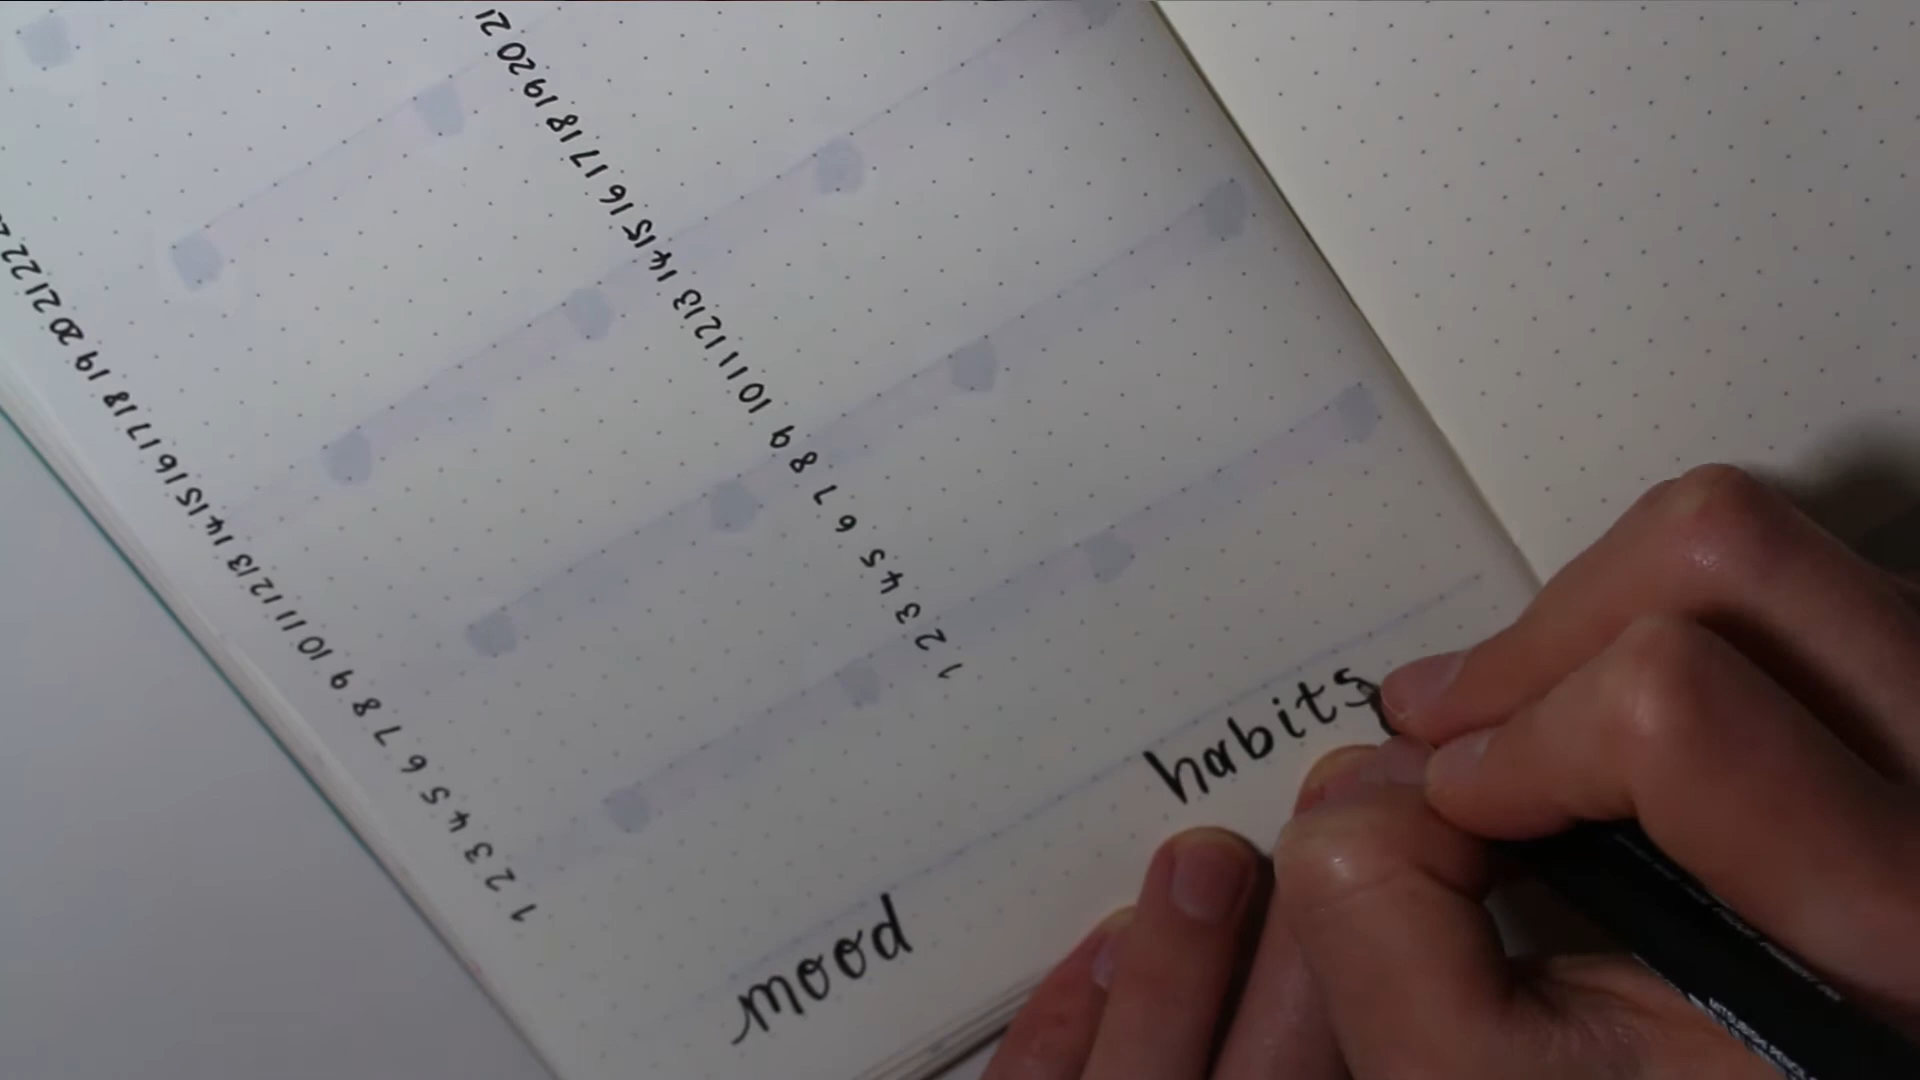 1 2 3 4 5 6 7 8 9 10 11 12 13 14 15 16 17 18 19 20 21 22
1 2 3 4 5 6 7 8 9 10 11 12 13 14 15 16 17 18 19 20 21
mood
habits